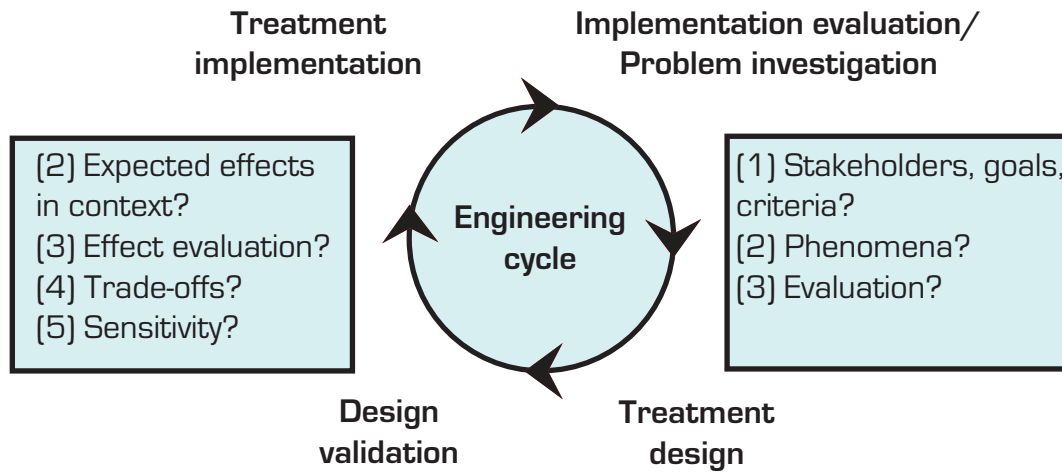 Treatment
implementation
Implementation evaluation/
Problem investigation
(2) Expected effects
in context?
(3) Effect evaluation?
(4) Trade-offs?
(5) Sensitivity?
Engineering
cycle
(1) Stakeholders, goals,
criteria?
(2) Phenomena?
(3) Evaluation?
Design
validation
Treatment
design